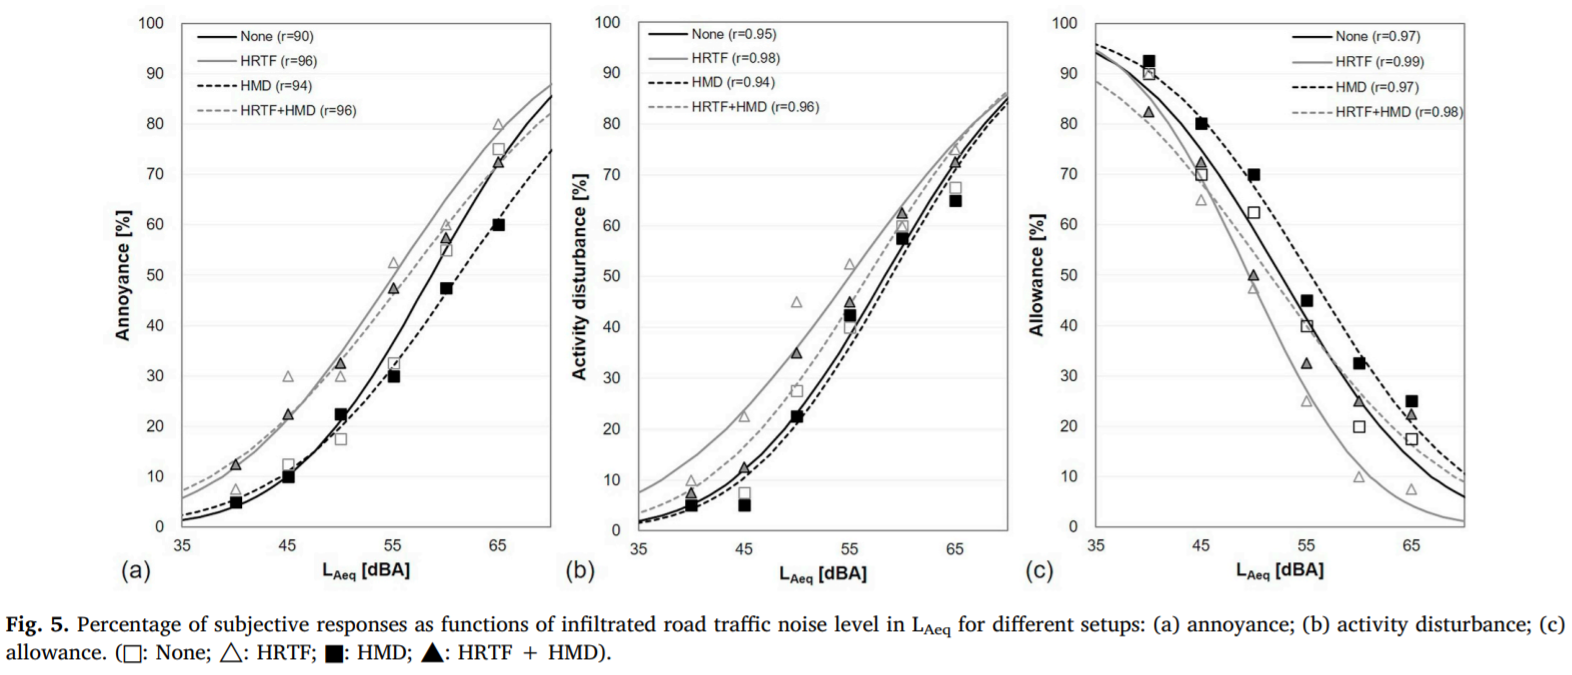 None (r=90)
HRTF (r=96)
HMD (r=94)
HRTF+HMD (r=96)
100
90
80
70
60
50
40
30
20
10
0
Annoyance [%]
35
45
55
65
(a)
LAeq [dBA]
None (r=0.95)
HRTF (r=0.98)
HMD (r=0.94)
HRTF+HMD (r=0.96)
100
90
80
70
60
50
40
30
20
10
0
Activity disturbance [%]
35
45
55
65
(b)
LAeq [dBA]
None (r=0.97)
HRTF (r=0.99)
HMD (r=0.97)
HRTF+HMD (r=0.98)
100
90
80
70
60
50
40
30
20
10
0
Allowance [%]
35
45
55
65
(c)
LAeq [dBA]
Fig. 5. Percentage of subjective responses as functions of infiltrated road traffic noise level in LAeq for different setups: (a) annoyance; (b) activity disturbance; (c)
allowance. (□: None; △: HRTF; ■: HMD; ▲: HRTF + HMD).